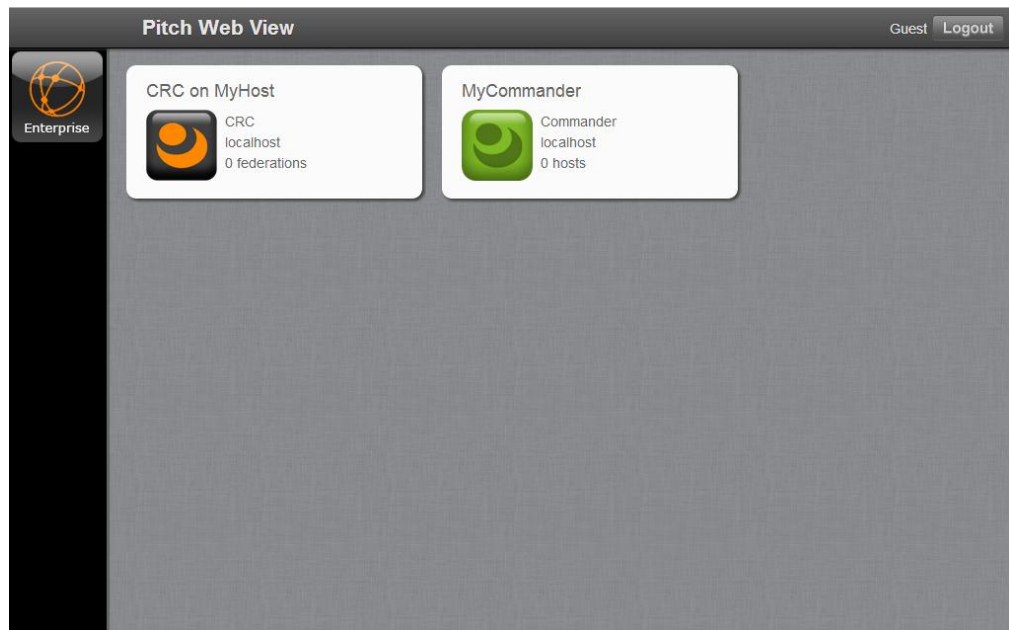 Pitch Web View
Guest Logout
Enterprise
CRC on MyHost
CRC
localhost
0 federations
MyCommander
Commander
localhost
0 hosts